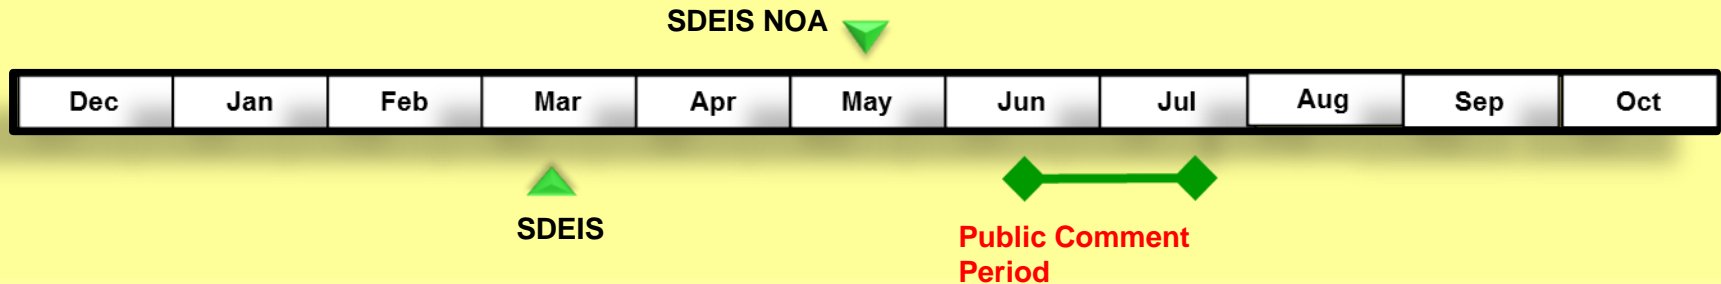 SDEIS NOA
Dec Jan Feb Mar Apr May Jun Jul Aug Sep Oct
SDEIS
Public Comment
Period